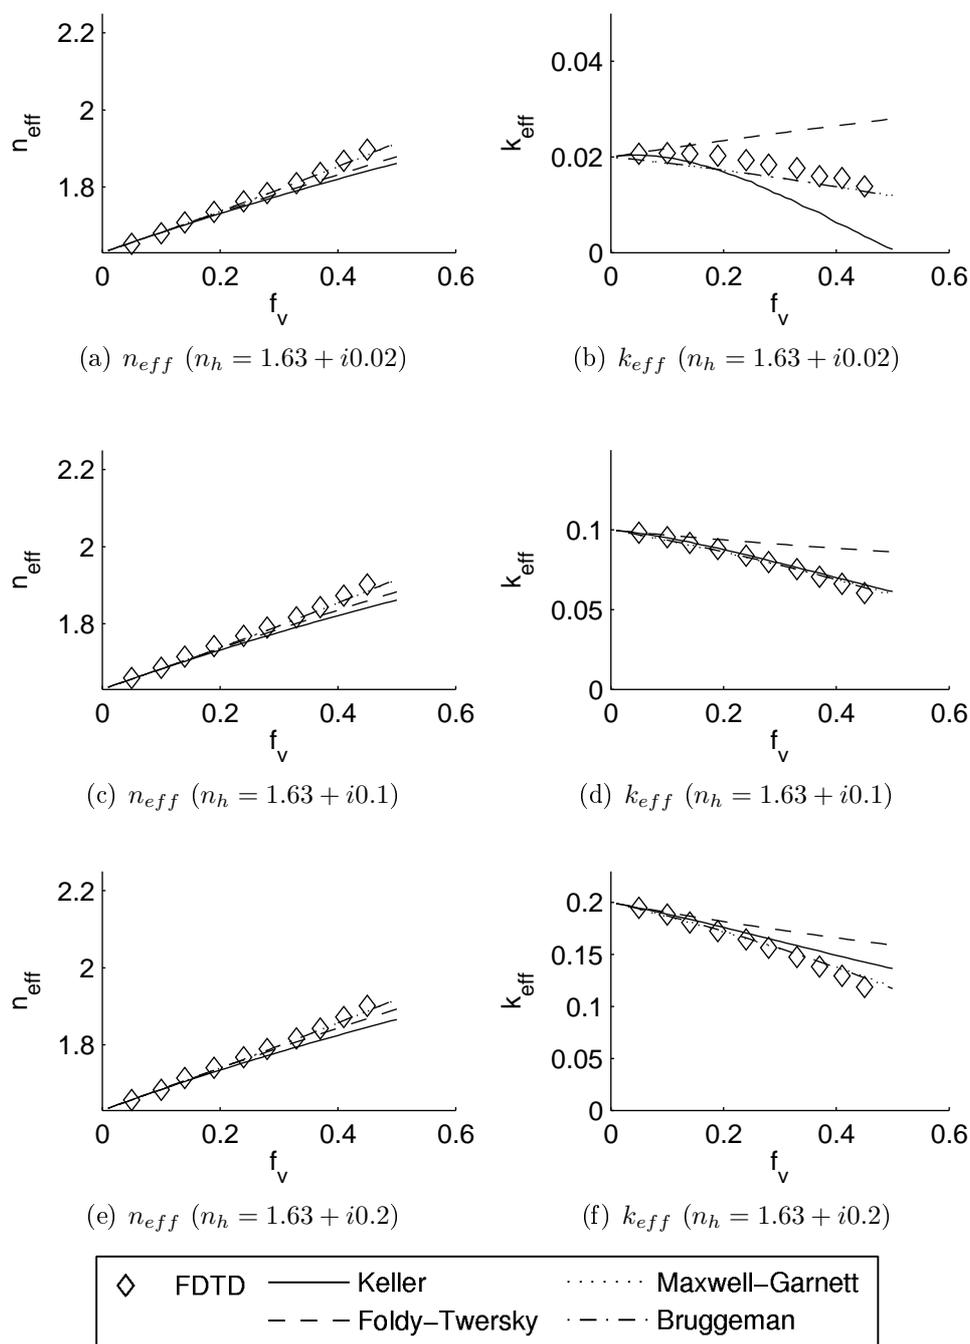 2.2
2
1.8
n_eff
0 0.2 0.4 0.6
f_v
(a) n_eff (n_h = 1.63 + i0.02)
0.04
0.02
0
k_eff
0 0.2 0.4 0.6
f_v
(b) k_eff (n_h = 1.63 + i0.02)
2.2
2
1.8
n_eff
0 0.2 0.4 0.6
f_v
(c) n_eff (n_h = 1.63 + i0.1)
0.1
0.05
0
k_eff
0 0.2 0.4 0.6
f_v
(d) k_eff (n_h = 1.63 + i0.1)
2.2
2
1.8
n_eff
0 0.2 0.4 0.6
f_v
(e) n_eff (n_h = 1.63 + i0.2)
0.2
0.15
0.1
0.05
0
k_eff
0 0.2 0.4 0.6
f_v
(f) k_eff (n_h = 1.63 + i0.2)
FDTD
Keller
Foldy−Twersky
Maxwell−Garnett
Bruggeman